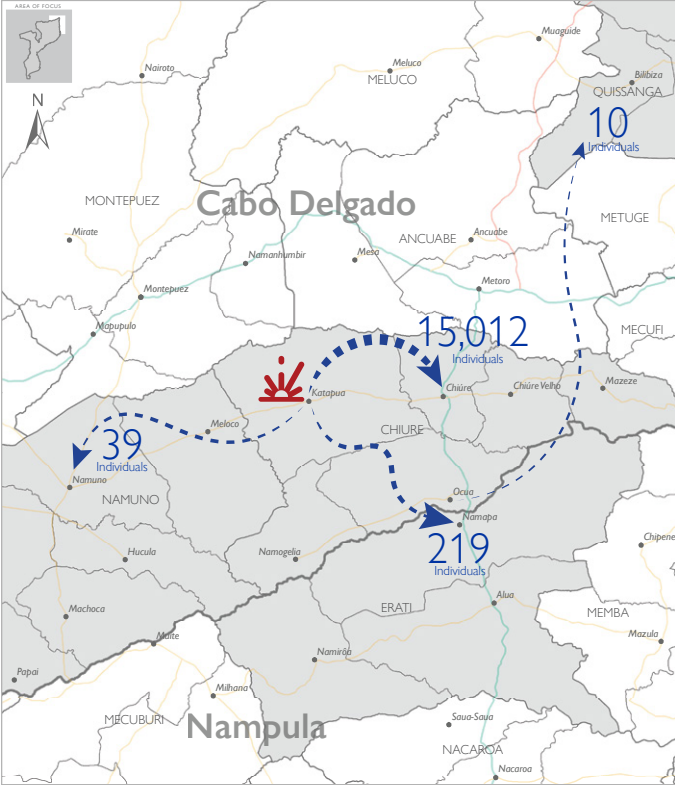 AREA OF FOCUS
N
Muaguide
Nairoto
Meluco
MELUCO
Bilibiza
QUISSANGA
10
Individuals
MONTEPUEZ
Cabo Delgado
METUGE
Mirate
ANCUABE
Ancuabe
Namanhumbir
Mesa
Montepuez
Metoro
Mapupulo
15,012
Individuals
MECUFI
Katapua
Chiúre
Chiúre Velho
Mazeze
Meloco
CHIURE
39
Individuals
Namuno
NAMUNO
Ocua
Namapa
219
Individuals
Hucula
Namogelia
Chipene
Machoca
ERATI
Alua
MEMBA
Muite
Mazula
Namirôa
Papai
Milhana
MECUBURI
Nampula
Saua-Saua
NACAROA
Nacaroa